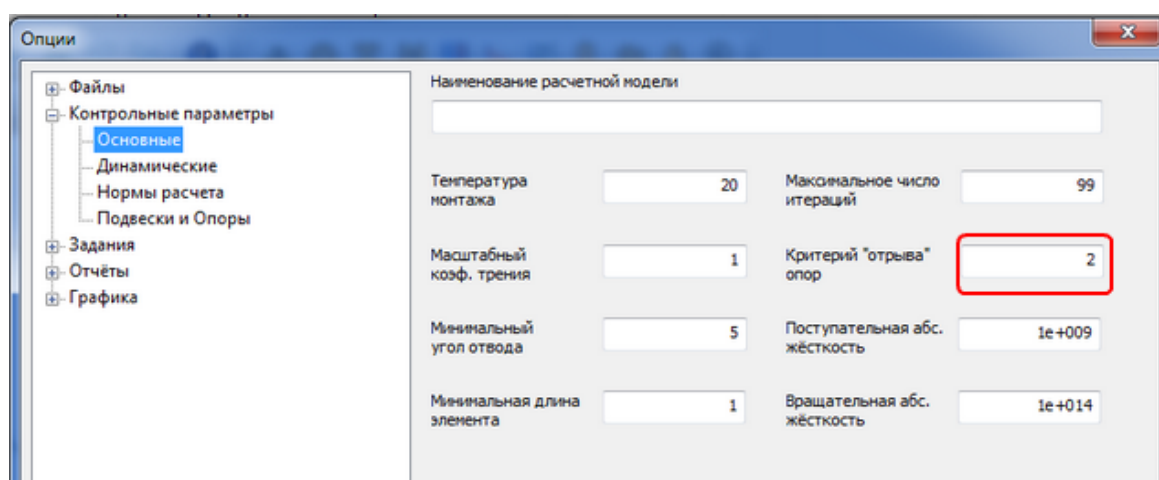 Опции
Файлы
Контрольные параметры
Основные
Динамические
Нормы расчета
Подвески и Опоры
Задания
Отчёты
Графика
Наименование расчетной модели
Температура
монтажа
20
Максимальное число
итераций
99
Масштабный
коэф. трения
1
Критерий "отрыва"
опор
2
Минимальный
угол отвода
5
Поступательная абс.
жёсткость
1e+009
Минимальная длина
элемента
1
Вращательная абс.
жёсткость
1e+014